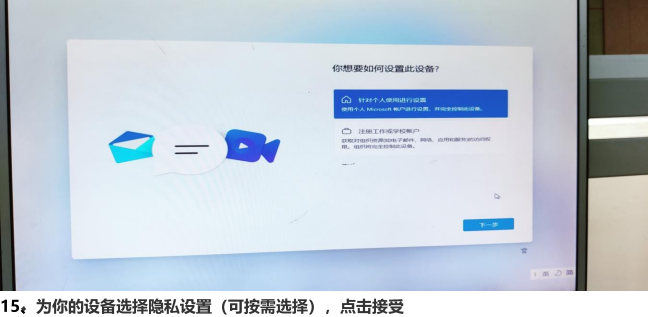 你想要如何设置此设备?
针对个人使用进行设置
使用个人 Microsoft 帐户进行设置，并完全控制此设备。
注册工作或学校帐户
获取对组织资源(如电子邮件、网络、应用和服务)的访问权
限。组织将完全控制此设备。
下一步
15。为你的设备选择隐私设置（可按需选择），点击接受